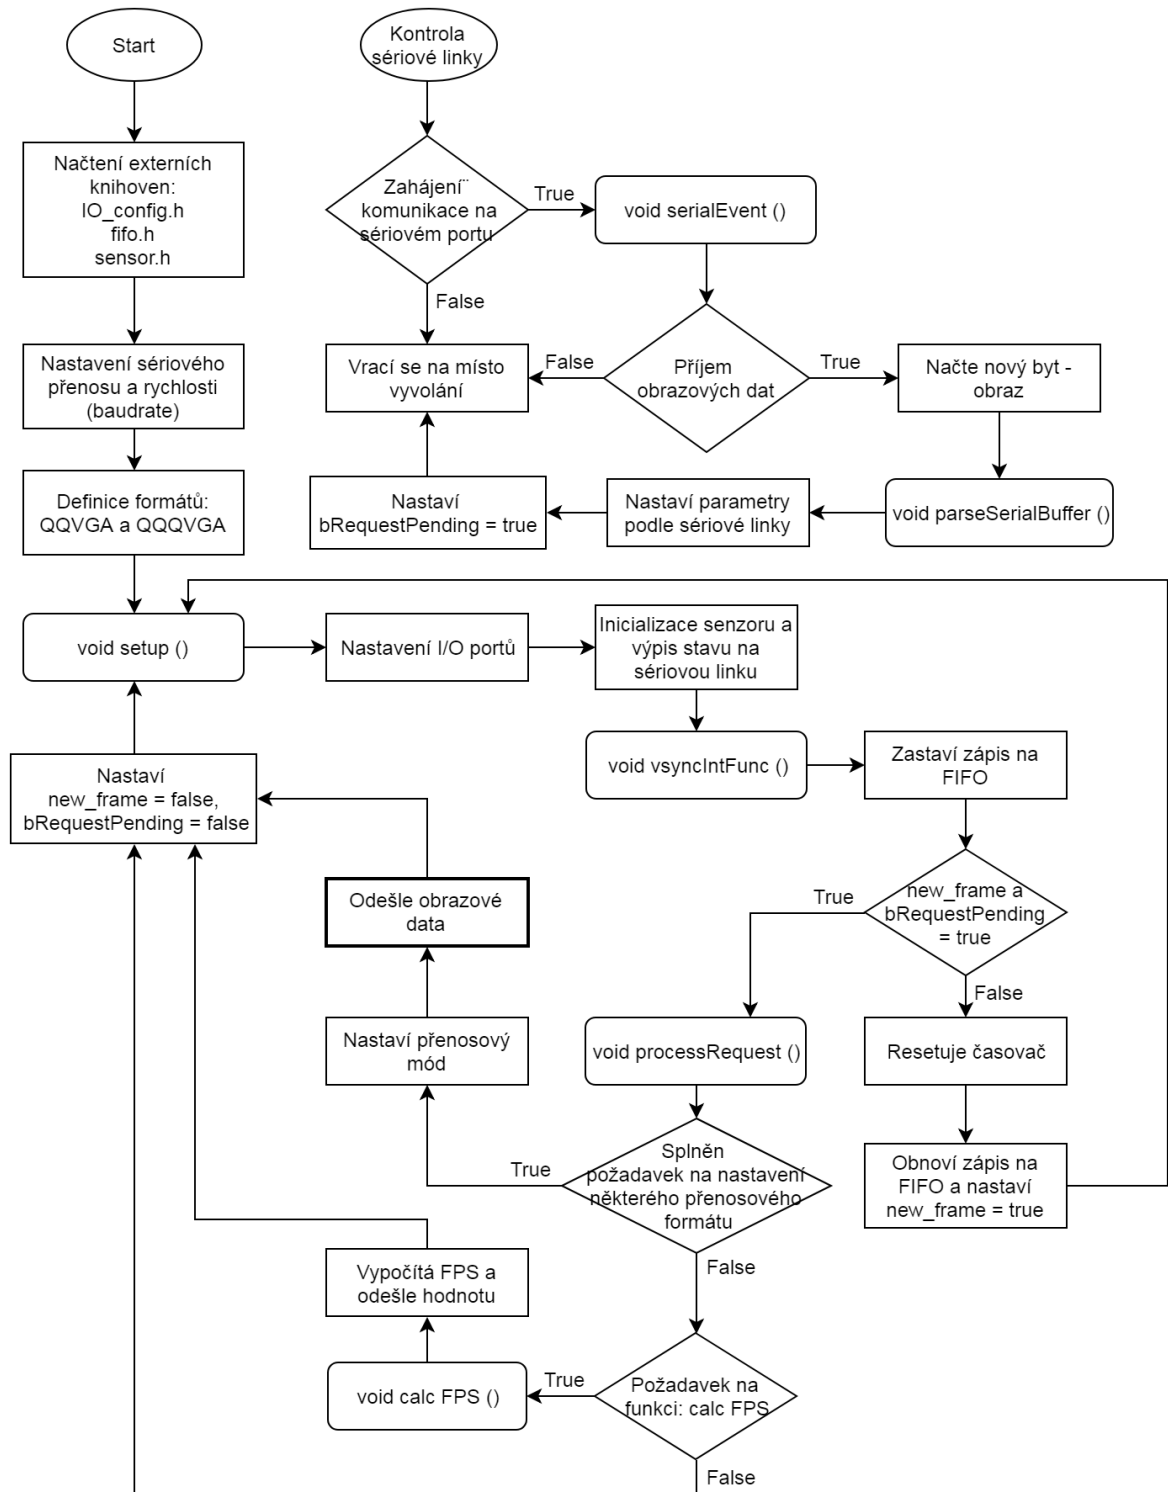 Start
Načtení externích
knihoven:
IO_config.h
fifo.h
sensor.h
Nastavení sériového
přenosu a rychlosti
(baudrate)
Definice formátů:
QQVGA a QQQVGA
Kontrola
sériové linky
Zahájení¨
komunikace na
sériovém portu
True
False
void serialEvent ()
Příjem
obrazových dat
False
True
Vrací se na místo
vyvolání
Načte nový byt -
obraz
void parseSerialBuffer ()
Nastaví parametry
podle sériové linky
Nastaví
bRequestPending = true
void setup ()
Nastavení I/O portů
Inicializace senzoru a
výpis stavu na
sériovou linku
void vsyncIntFunc ()
Zastaví zápis na
FIFO
new_frame a
bRequestPending
= true
True
False
Resetuje časovač
Obnoví zápis na
FIFO a nastaví
new_frame = true
void processRequest ()
Splněn
požadavek na nastavení
některého přenosového
formátu
True
False
Nastaví přenosový
mód
Odešle obrazové
data
Nastaví
new_frame = false,
bRequestPending = false
Požadavek na
funkci: calc FPS
True
False
void calc FPS ()
Vypočítá FPS a
odešle hodnotu